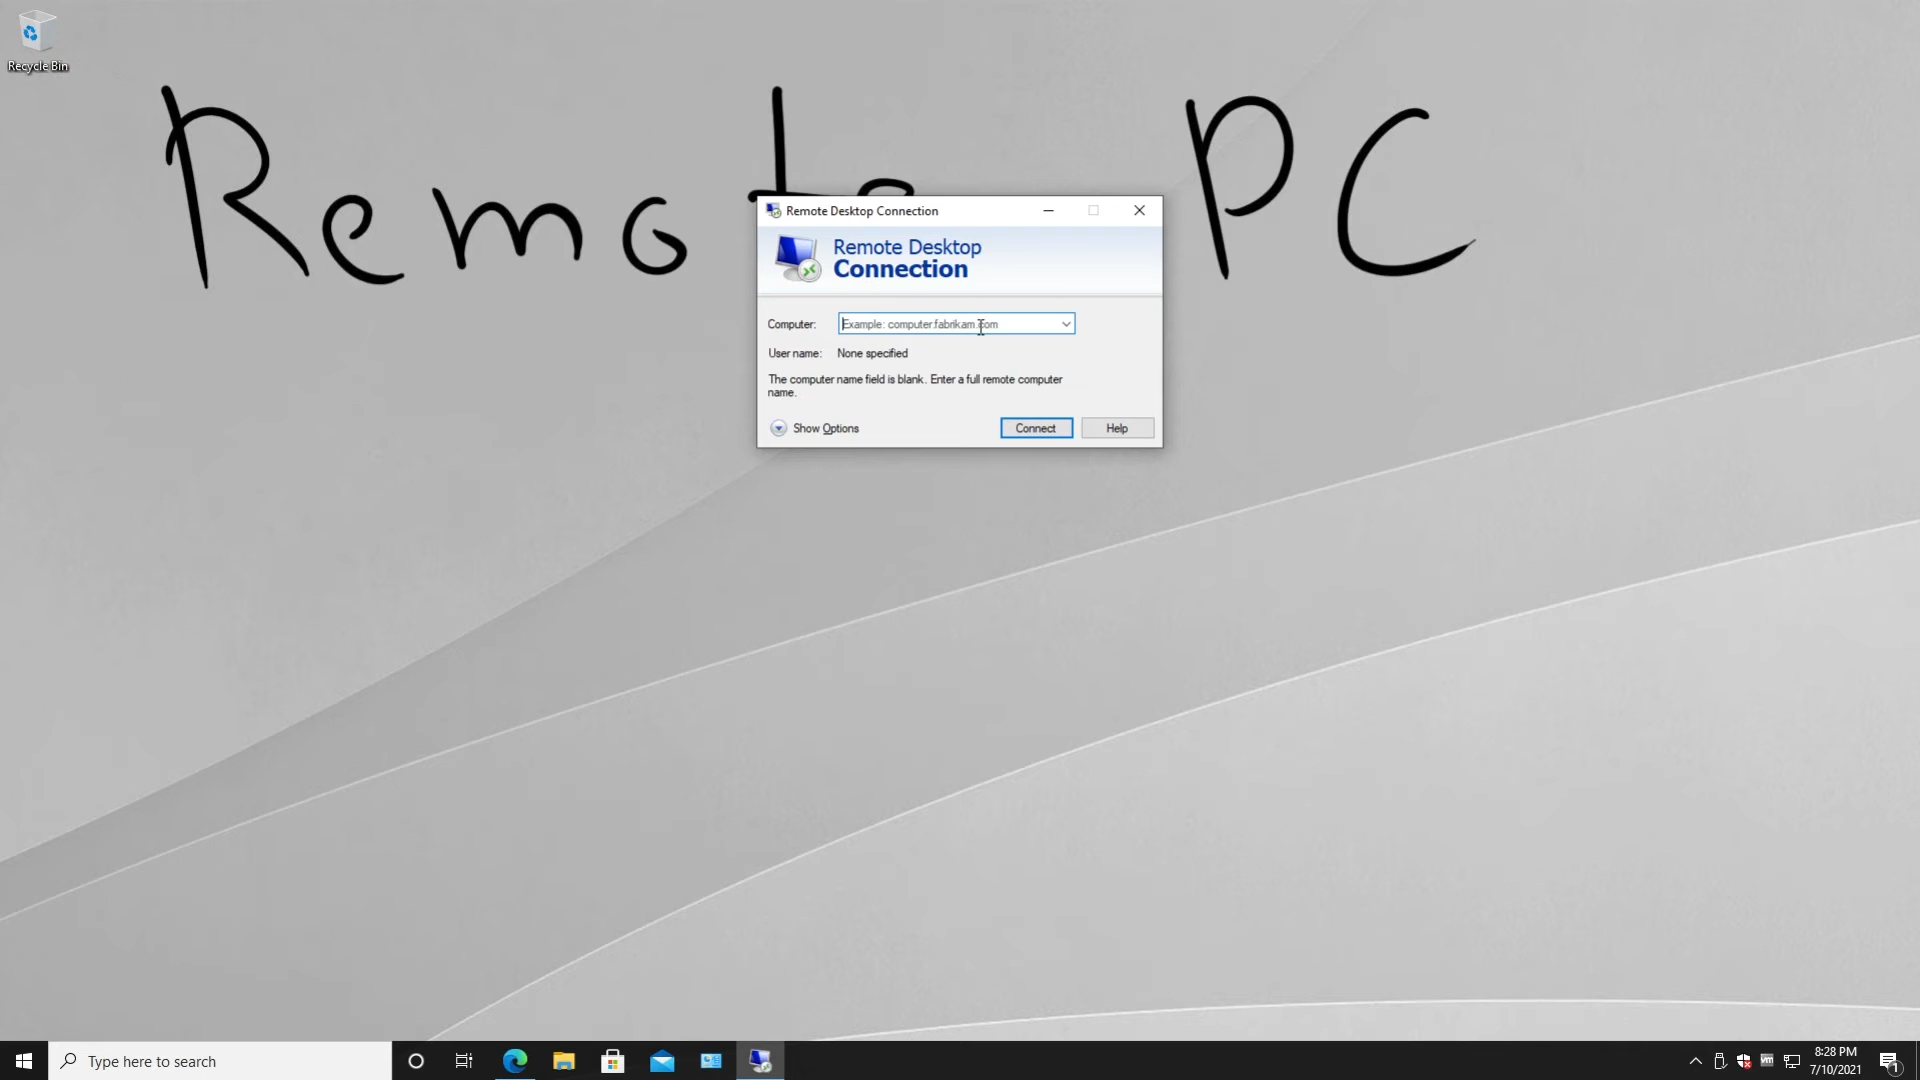 Recycle Bin
Remote PC
Remote Desktop Connection
Remote Desktop
Connection
Computer: Example: computer.fabrikam.com
User name: None specified
The computer name field is blank. Enter a full remote computer
name.
Show Options Connect Help
Type here to search
vm
8:28 PM
7/10/2021
1